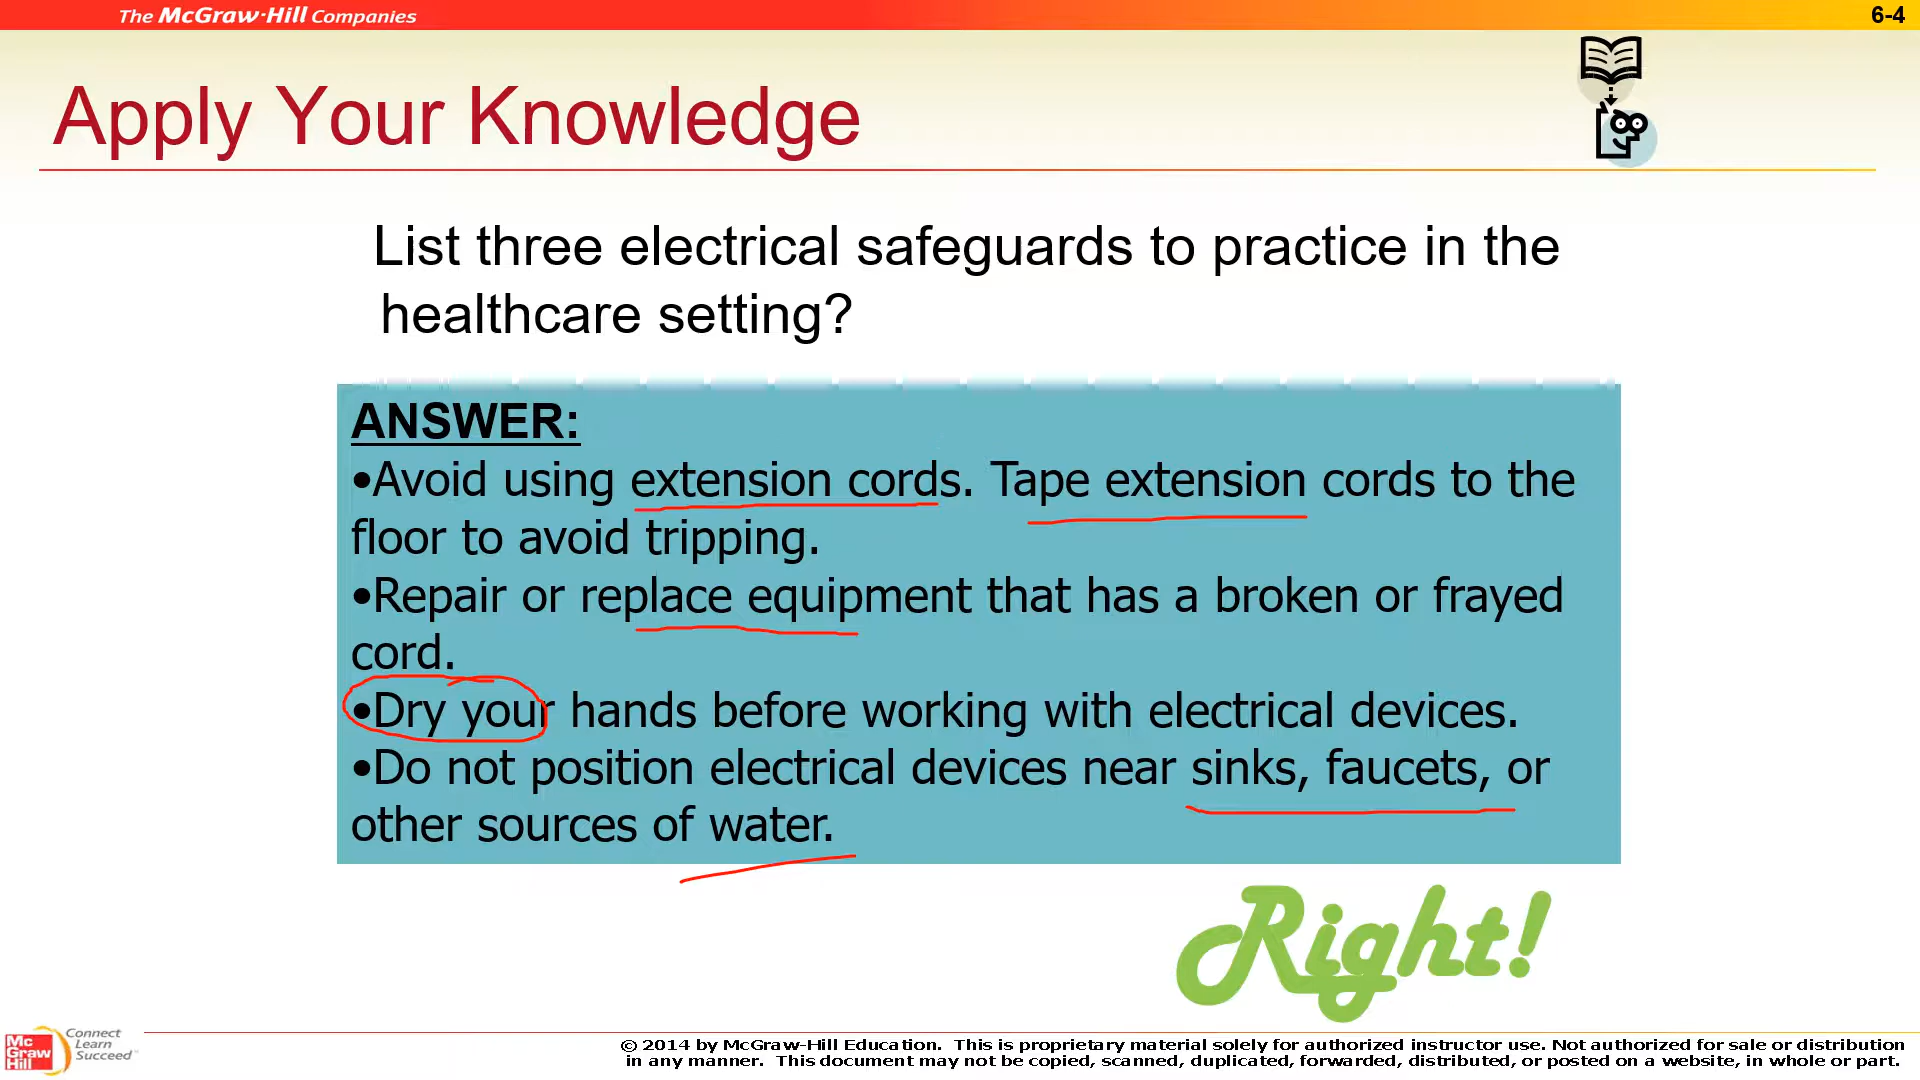 The McGraw-Hill Companies
6-4
Apply Your Knowledge
List three electrical safeguards to practice in the
healthcare setting?
ANSWER:
•Avoid using extension cords. Tape extension cords to the
floor to avoid tripping.
•Repair or replace equipment that has a broken or frayed
cord.
•Dry your hands before working with electrical devices.
•Do not position electrical devices near sinks, faucets, or
other sources of water.
Right!
Mc
Graw
Hill
Connect
Learn
Succeed™
© 2014 by McGraw-Hill Education. This is proprietary material solely for authorized instructor use. Not authorized for sale or distribution
in any manner. This document may not be copied, scanned, duplicated, forwarded, distributed, or posted on a website, in whole or part.